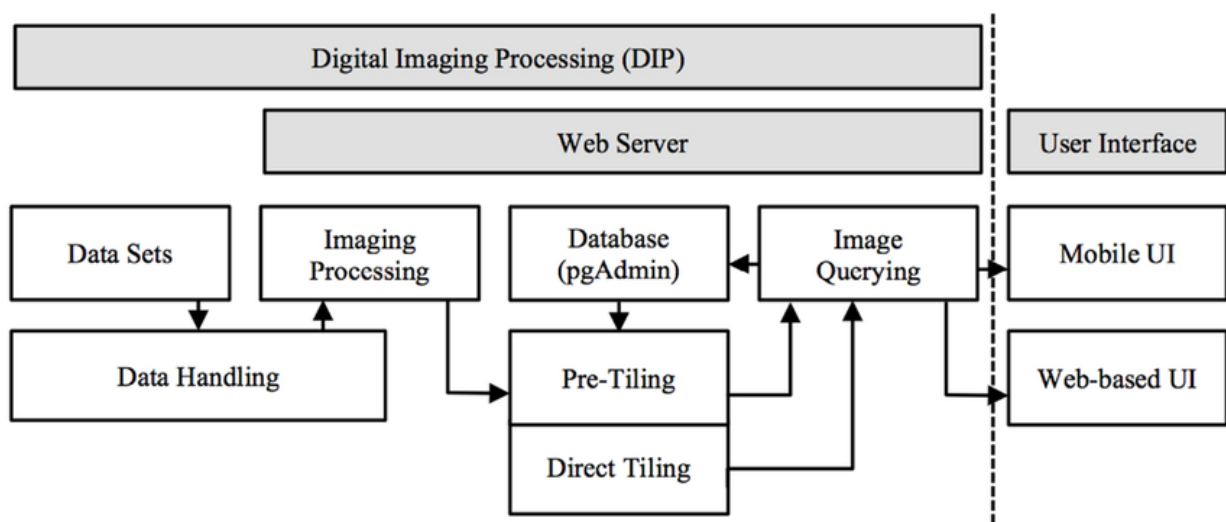 Digital Imaging Processing (DIP)
Web Server
User Interface
Data Sets
Imaging
Processing
Database
(pgAdmin)
Image
Querying
Mobile UI
Data Handling
Pre-Tiling
Web-based UI
Direct Tiling